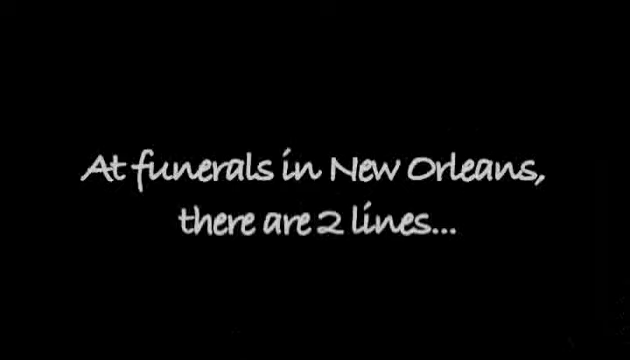 At funerals in New Orleans,
there are 2 lines...